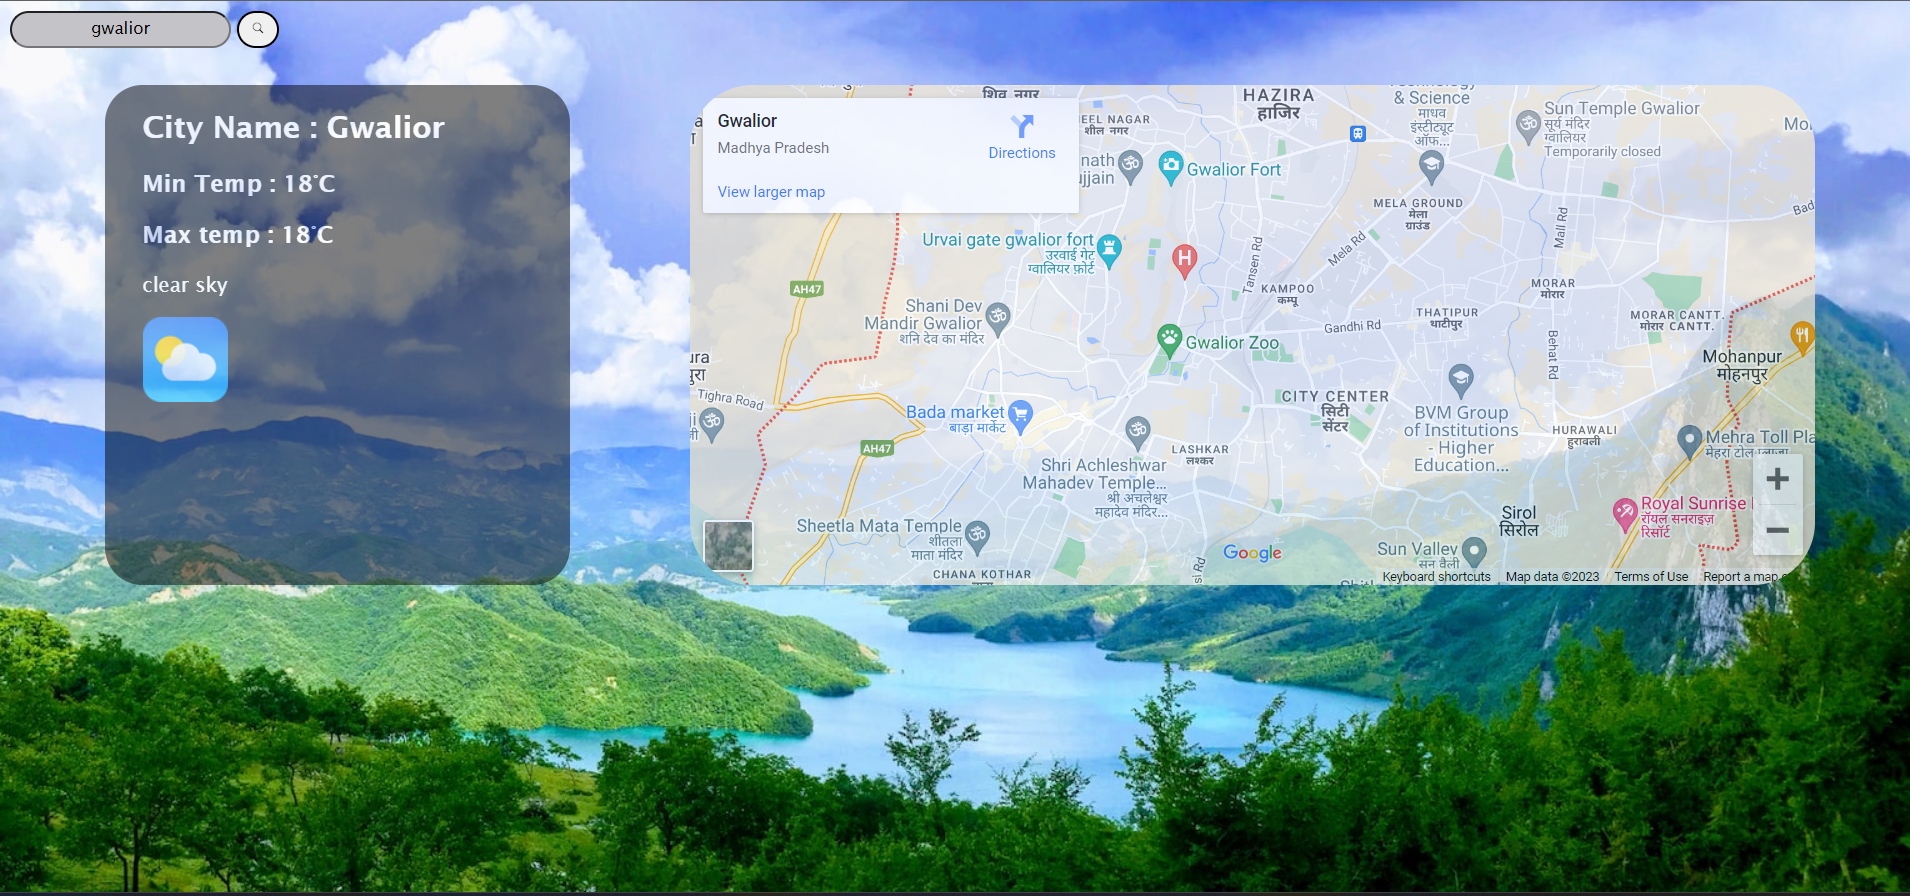 gwalior
City Name : Gwalior
Min Temp : 18°C
Max temp : 18°C
clear sky
Gwalior
Madhya Pradesh
Directions
View larger map
शिव नगर
HAZIRA
हाजिर
& Science
माधव
इंस्टीट्यूट
ऑफ...
Sun Temple Gwalior
सूर्य मंदिर
ग्वालियर
Temporarily closed
EEL NAGAR
शील नगर
nath
ujjain
Gwalior Fort
MELA GROUND
मेला
ग्राउंड
Mela Rd
Mall Rd
Tansen Rd
Urvai gate gwalior fort
उरवाई गेट
ग्वालियर फ़ोर्ट
H
AH47
KAMPOO
कम्पू
MORAR
मोरार
Shani Dev
Mandir Gwalior
शनि देव का मंदिर
Gandhi Rd
THATIPUR
थाटीपुर
MORAR CANTT.
मोरार CANTT.
Gwalior Zoo
Behat Rd
Mohanpur
मोहनपुर
Tighra Road
CITY CENTER
सिटी
सेंटर
Bada market
बाड़ा मार्केट
BVM Group
of Institutions
- Higher
Education...
AH47
LASHKAR
लश्कर
HURAWALI
हुरावली
Mehra Toll Pla
मेहरा टोल प्लाजा
Shri Achleshwar
Mahadev Temple...
श्री अचलेश्वर
महादेव मंदिर...
Royal Sunrise
रॉयल सनराइज़
रिसॉर्ट
Sirol
सिरोल
Sheetla Mata Temple
शीतला
माता मंदिर
Sun Valley
सन वैली
Google
CHANA KOTHAR
Keyboard shortcuts
Map data ©2023
Terms of Use
Report a map